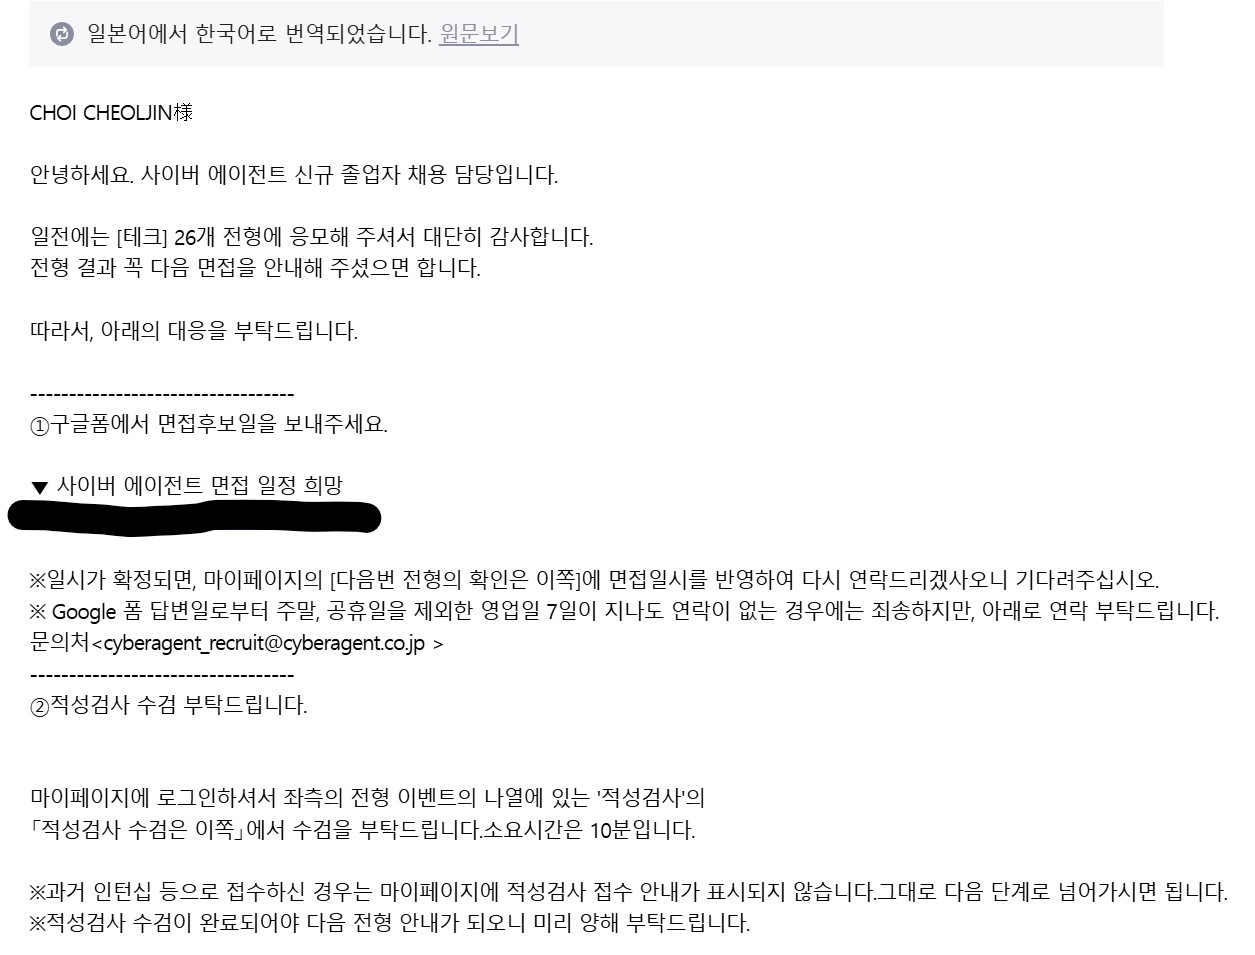 일본어에서 한국어로 번역되었습니다. 원문보기
CHOI CHEOLJIN様
안녕하세요. 사이버 에이전트 신규 졸업자 채용 담당입니다.
일전에는 [테크] 26개 전형에 응모해 주셔서 대단히 감사합니다.
전형 결과 꼭 다음 면접을 안내해 주셨으면 합니다.
따라서, 아래의 대응을 부탁드립니다.
----------------------------------
①구글폼에서 면접후보일을 보내주세요.
▼ 사이버 에이전트 면접 일정 희망
※일시가 확정되면, 마이페이지의 [다음번 전형의 확인은 이쪽]에 면접일시를 반영하여 다시 연락드리겠사오니 기다려주십시오.
※ Google 폼 답변일로부터 주말, 공휴일을 제외한 영업일 7일이 지나도 연락이 없는 경우에는 죄송하지만, 아래로 연락 부탁드립니다.
문의처<cyberagent_recruit@cyberagent.co.jp >
----------------------------------
②적성검사 수검 부탁드립니다.
마이페이지에 로그인하셔서 좌측의 전형 이벤트의 나열에 있는 '적성검사'의
「적성검사 수검은 이쪽」에서 수검을 부탁드립니다.소요시간은 10분입니다.
※과거 인턴십 등으로 접수하신 경우는 마이페이지에 적성검사 접수 안내가 표시되지 않습니다.그대로 다음 단계로 넘어가시면 됩니다.
※적성검사 수검이 완료되어야 다음 전형 안내가 되오니 미리 양해 부탁드립니다.